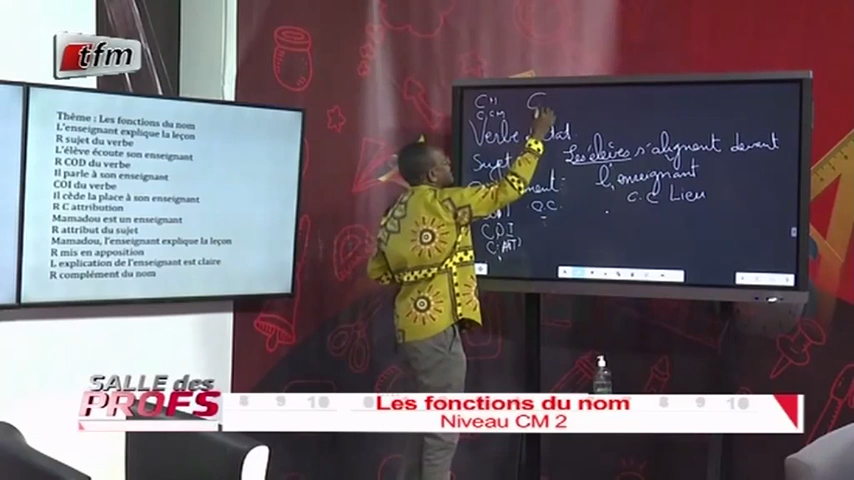 tfm
Thème : Les fonctions du nom
L'enseignant explique la leçon
R sujet du verbe
L'élève écoute son enseignant
R COD du verbe
Il parle à son enseignant
COI du verbe
Il cède la place à son enseignant
R C attribution
Mamadou est un enseignant
R attribut du sujet
Mamadou, l'enseignant explique la leçon
R mis en apposition
L explication de l'enseignant est claire
R complément du nom
Verbe
Sujet
Les élèves s'alignent devant
l'enseignant
C.C Lieu
SALLE des
PROFS
Les fonctions du nom
Niveau CM 2